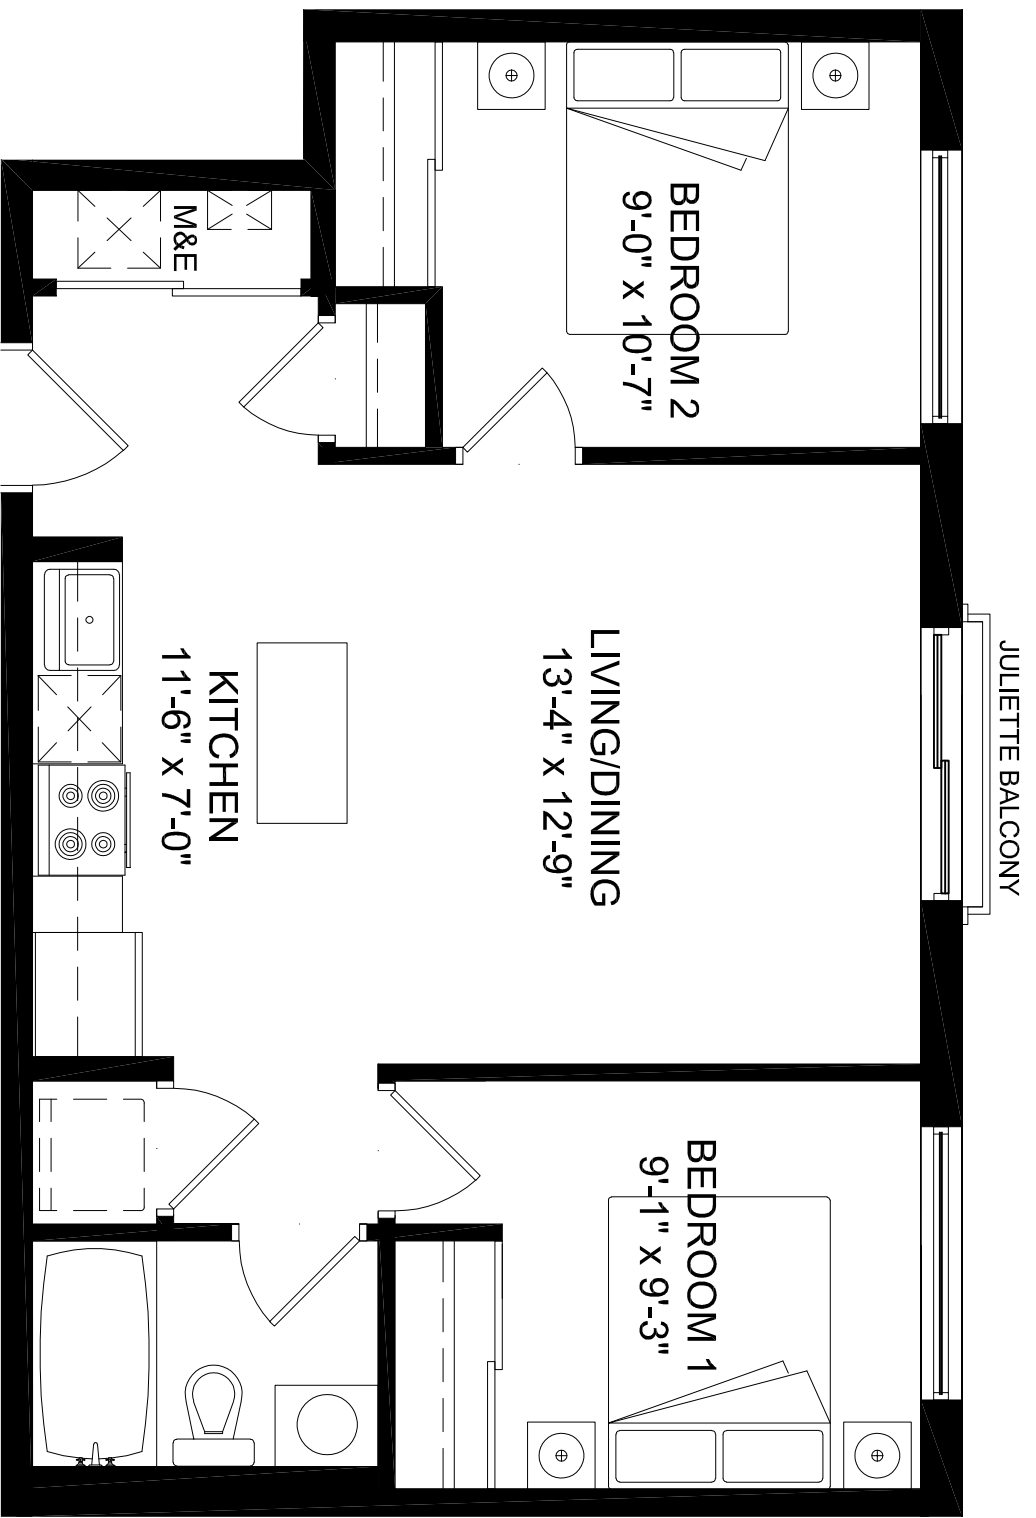 JULIETTE BALCONY
BEDROOM 2
9'-0" x 10'-7"
M&E
LIVING/DINING
13'-4" x 12'-9"
KITCHEN
11'-6" x 7'-0"
BEDROOM 1
9'-1" x 9'-3"